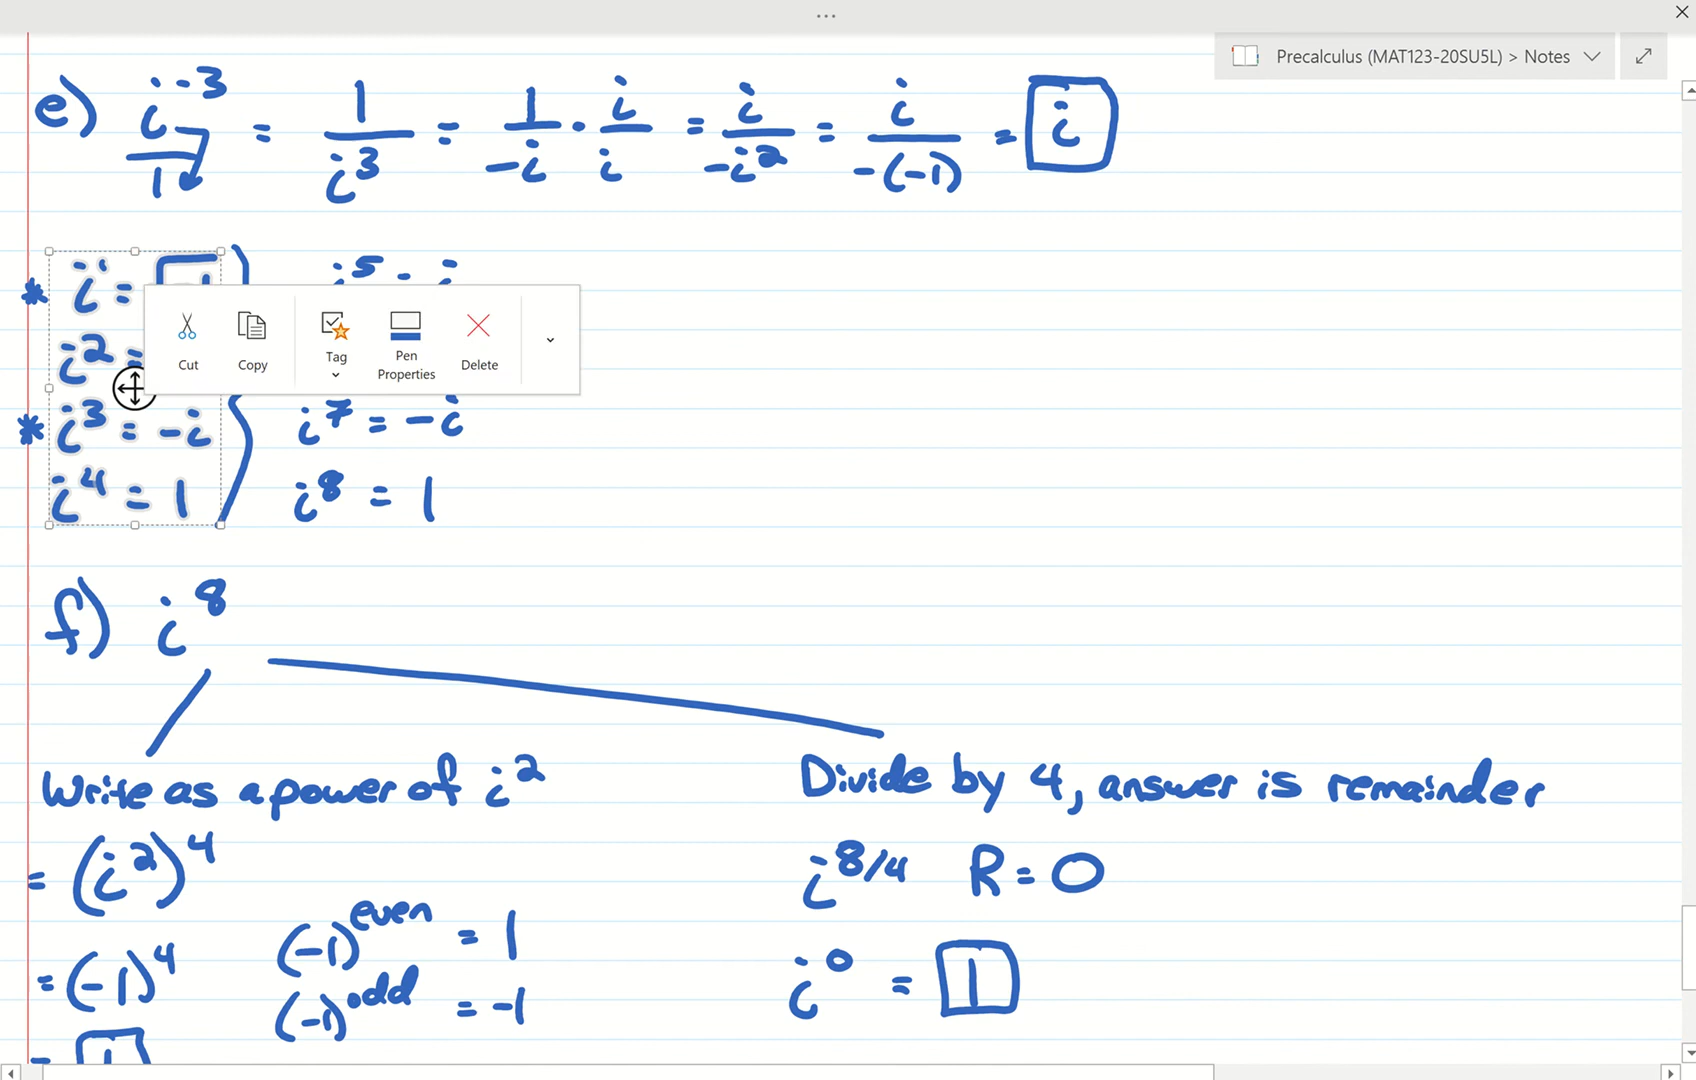 ...
Precalculus (MAT123-20SU5L) > Notes
e) i^-3/1 = 1/i^3 = 1/-i · i/i = i/-i^2 = i/-(-1) = i
* i^1 = √-1 i^5 = i
Cut Copy Tag Pen Properties Delete
i^2 =
* i^3 = -i i^7 = -i
i^4 = 1 i^8 = 1
f) i^8
Write as a power of i^2
= (i^2)^4
= (-1)^4
(-1)^even = 1
(-1)^odd = -1
= 1
Divide by 4, answer is remainder
i^8/4 R = 0
i^0 = 1